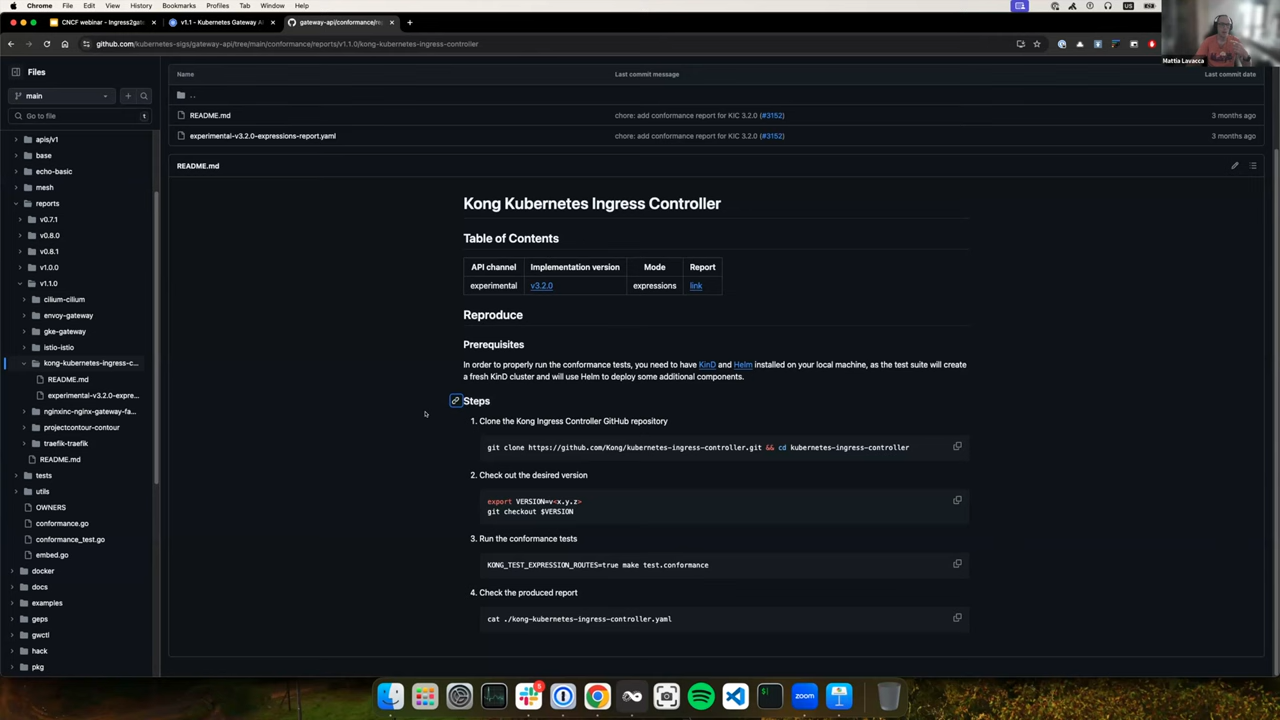 Chrome File Edit View History Bookmarks Profiles Tab Window Help
CNCF webinar - Ingress2gat
v1.1 - Kubernetes Gateway A
gateway-api/conformance/re
github.com/kubernetes-sigs/gateway-api/tree/main/conformance/reports/v1.1.0/kong-kubernetes-ingress-controller
Mattia Lavacca
Files
main
Go to file
t
apis/v1
base
echo-basic
mesh
reports
v0.7.1
v0.8.0
v0.8.1
v1.0.0
v1.1.0
cilium-cilium
envoy-gateway
gke-gateway
istio-istio
kong-kubernetes-ingress-c...
README.md
experimental-v3.2.0-expre...
nginxinc-nginx-gateway-fa...
projectcontour-contour
traefik-traefik
README.md
tests
utils
OWNERS
conformance.go
conformance_test.go
embed.go
docker
docs
examples
geps
gwctl
hack
pkg
Name Last commit message Last commit date
..
README.md chore: add conformance report for KIC 3.2.0 (#3152) 3 months ago
experimental-v3.2.0-expressions-report.yaml chore: add conformance report for KIC 3.2.0 (#3152) 3 months ago
README.md
Kong Kubernetes Ingress Controller
Table of Contents
API channel Implementation version Mode Report
experimental v3.2.0 expressions link
Reproduce
Prerequisites
In order to properly run the conformance tests, you need to have KinD and Helm installed on your local machine, as the test suite will create
a fresh KinD cluster and will use Helm to deploy some additional components.
Steps
1. Clone the Kong Ingress Controller GitHub repository
git clone https://github.com/Kong/kubernetes-ingress-controller.git && cd kubernetes-ingress-controller
2. Check out the desired version
export VERSION=v<x.y.z>
git checkout $VERSION
3. Run the conformance tests
KONG_TEST_EXPRESSION_ROUTES=true make test.conformance
4. Check the produced report
cat ./kong-kubernetes-ingress-controller.yaml
5
zoom